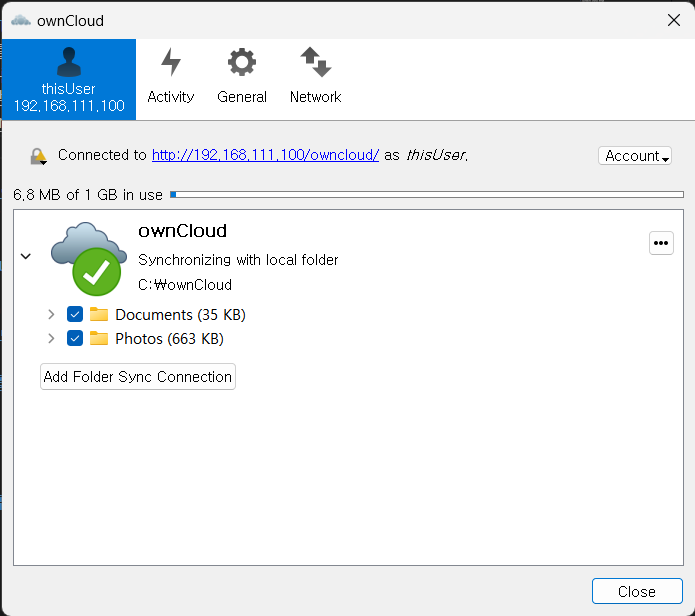 ownCloud
thisUser
192.168.111.100
Activity
General
Network
Connected to http://192.168.111.100/owncloud/ as thisUser.
Account
6.8 MB of 1 GB in use
ownCloud
Synchronizing with local folder
C:₩ownCloud
Documents (35 KB)
Photos (663 KB)
Add Folder Sync Connection
Close